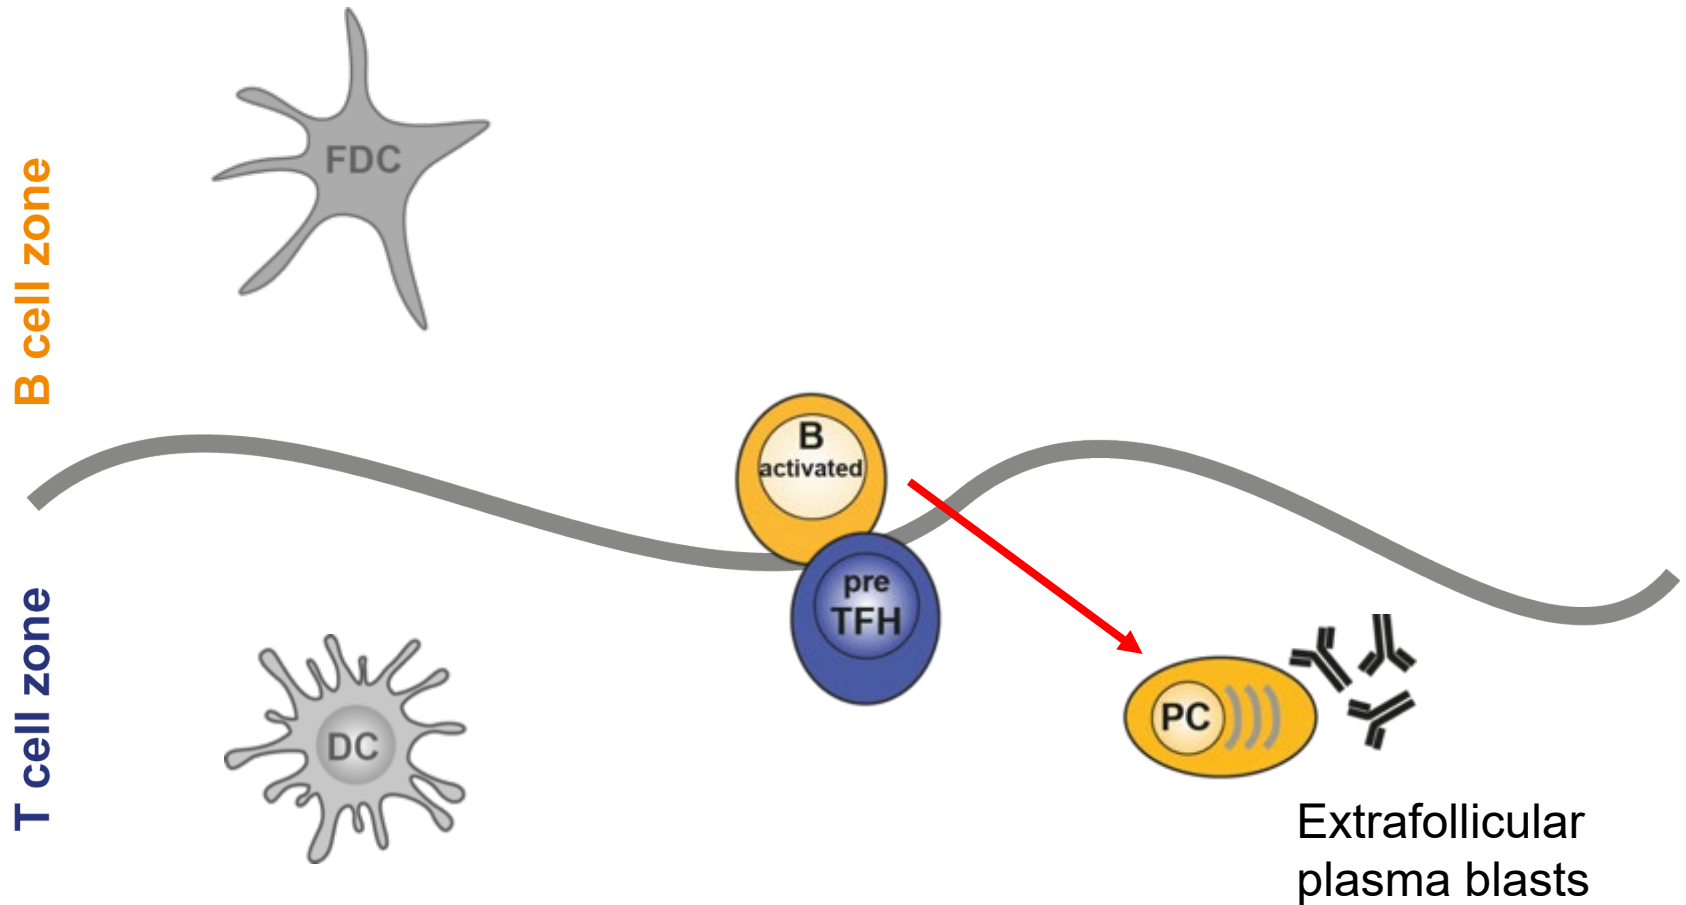 B cell zone
FDC
B
activated
pre
TFH
T cell zone
DC
PC
Extrafollicular
plasma blasts